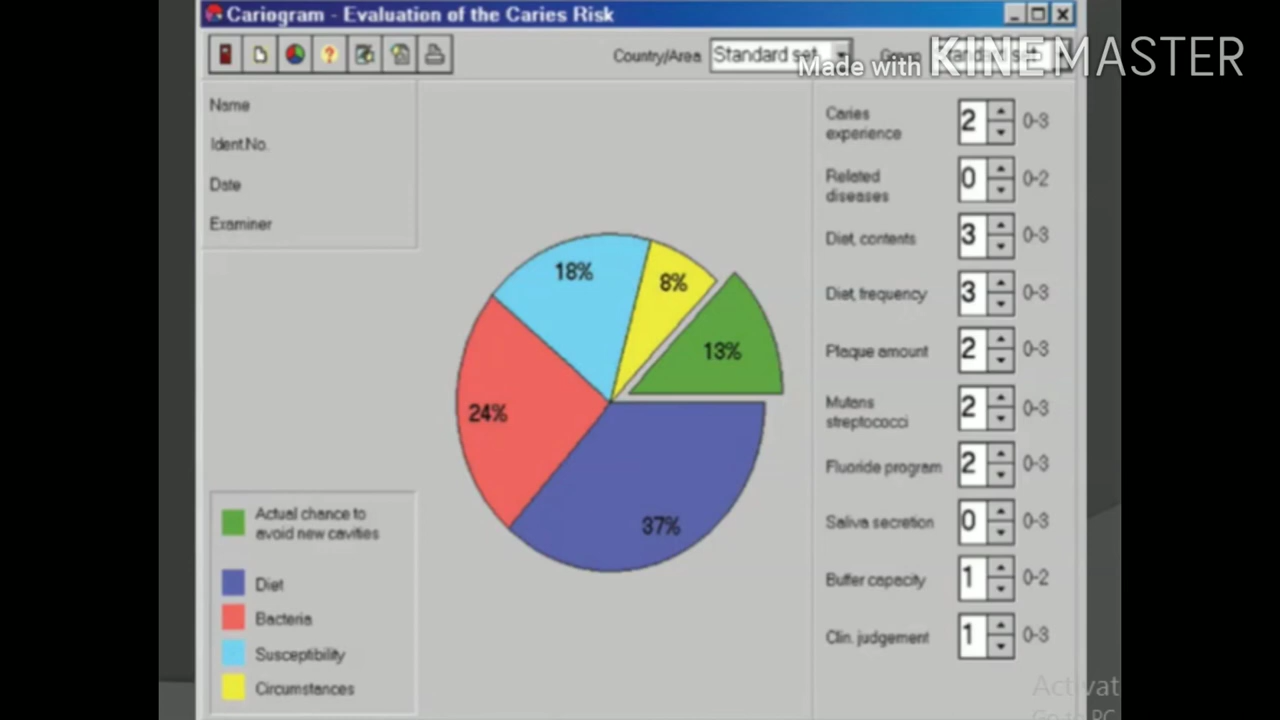 Cariogram - Evaluation of the Caries Risk
Country/Area Standard set
Made with KINEMASTER
Name
Ident.No.
Date
Examiner
18%
8%
13%
24%
37%
Actual chance to
avoid new cavities
Diet
Bacteria
Susceptibility
Circumstances
Caries
experience 2 0-3
Related
diseases 0 0-2
Diet, contents 3 0-3
Diet, frequency 3 0-3
Plaque amount 2 0-3
Mutans
streptococci 2 0-3
Fluoride program 2 0-3
Saliva secretion 0 0-3
Buffer capacity 1 0-2
Clin. judgement 1 0-3